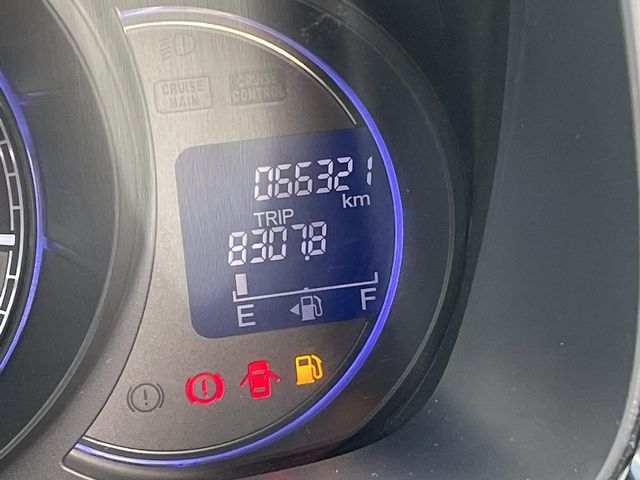 CRUISE
MAIN
CRUISE
CONTROL
066321
km
TRIP
8307.8
E F